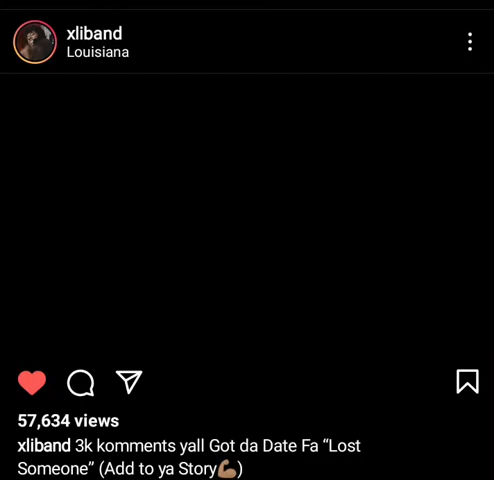 xliband
Louisiana
57,634 views
xliband 3k komments yall Got da Date Fa “Lost
Someone” (Add to ya Story💪🏽)